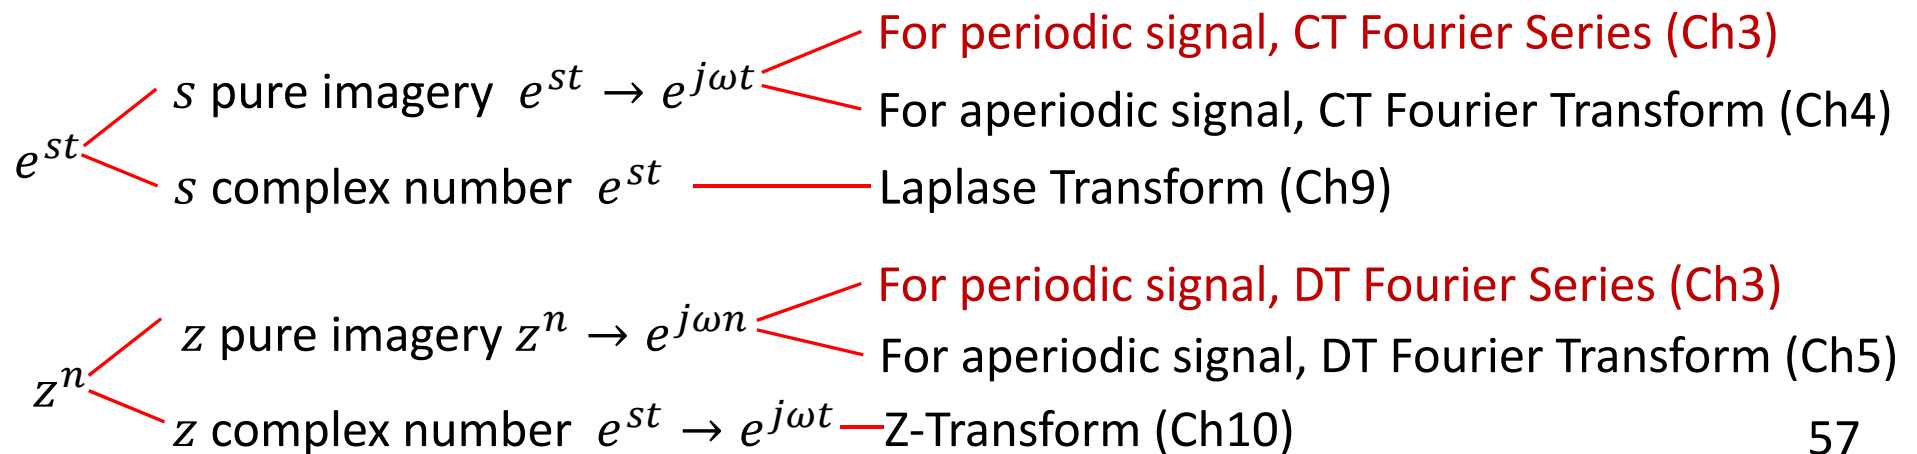 For periodic signal, CT Fourier Series (Ch3)
s pure imagery e^{st} → e^{jωt}
For aperiodic signal, CT Fourier Transform (Ch4)
e^{st}
s complex number e^{st} Laplase Transform (Ch9)
For periodic signal, DT Fourier Series (Ch3)
z pure imagery z^n → e^{jωn}
For aperiodic signal, DT Fourier Transform (Ch5)
z^n
z complex number e^{st} → e^{jωt} Z-Transform (Ch10)
57